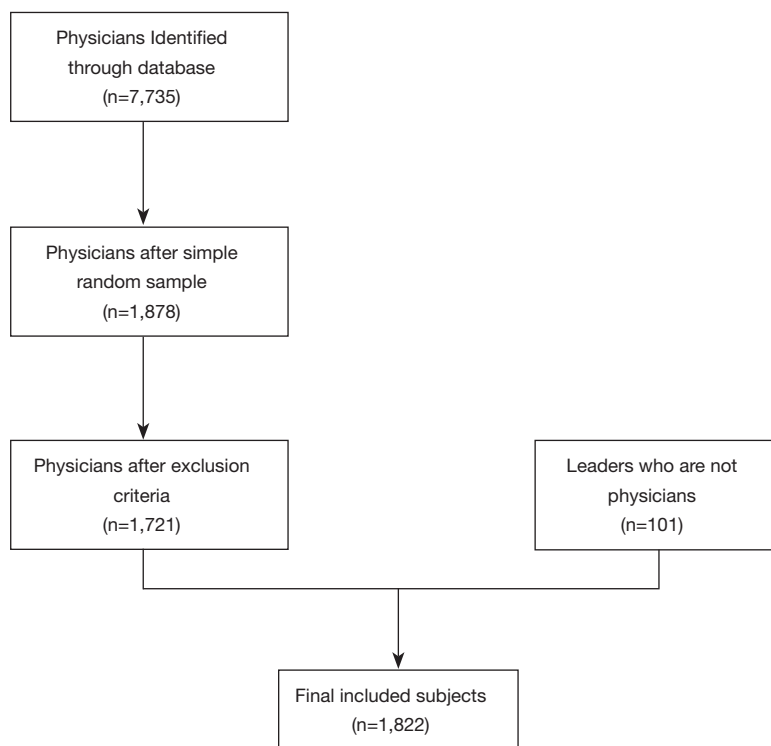 Physicians Identified
through database
(n=7,735)
Physicians after simple
random sample
(n=1,878)
Physicians after exclusion
criteria
(n=1,721)
Leaders who are not
physicians
(n=101)
Final included subjects
(n=1,822)